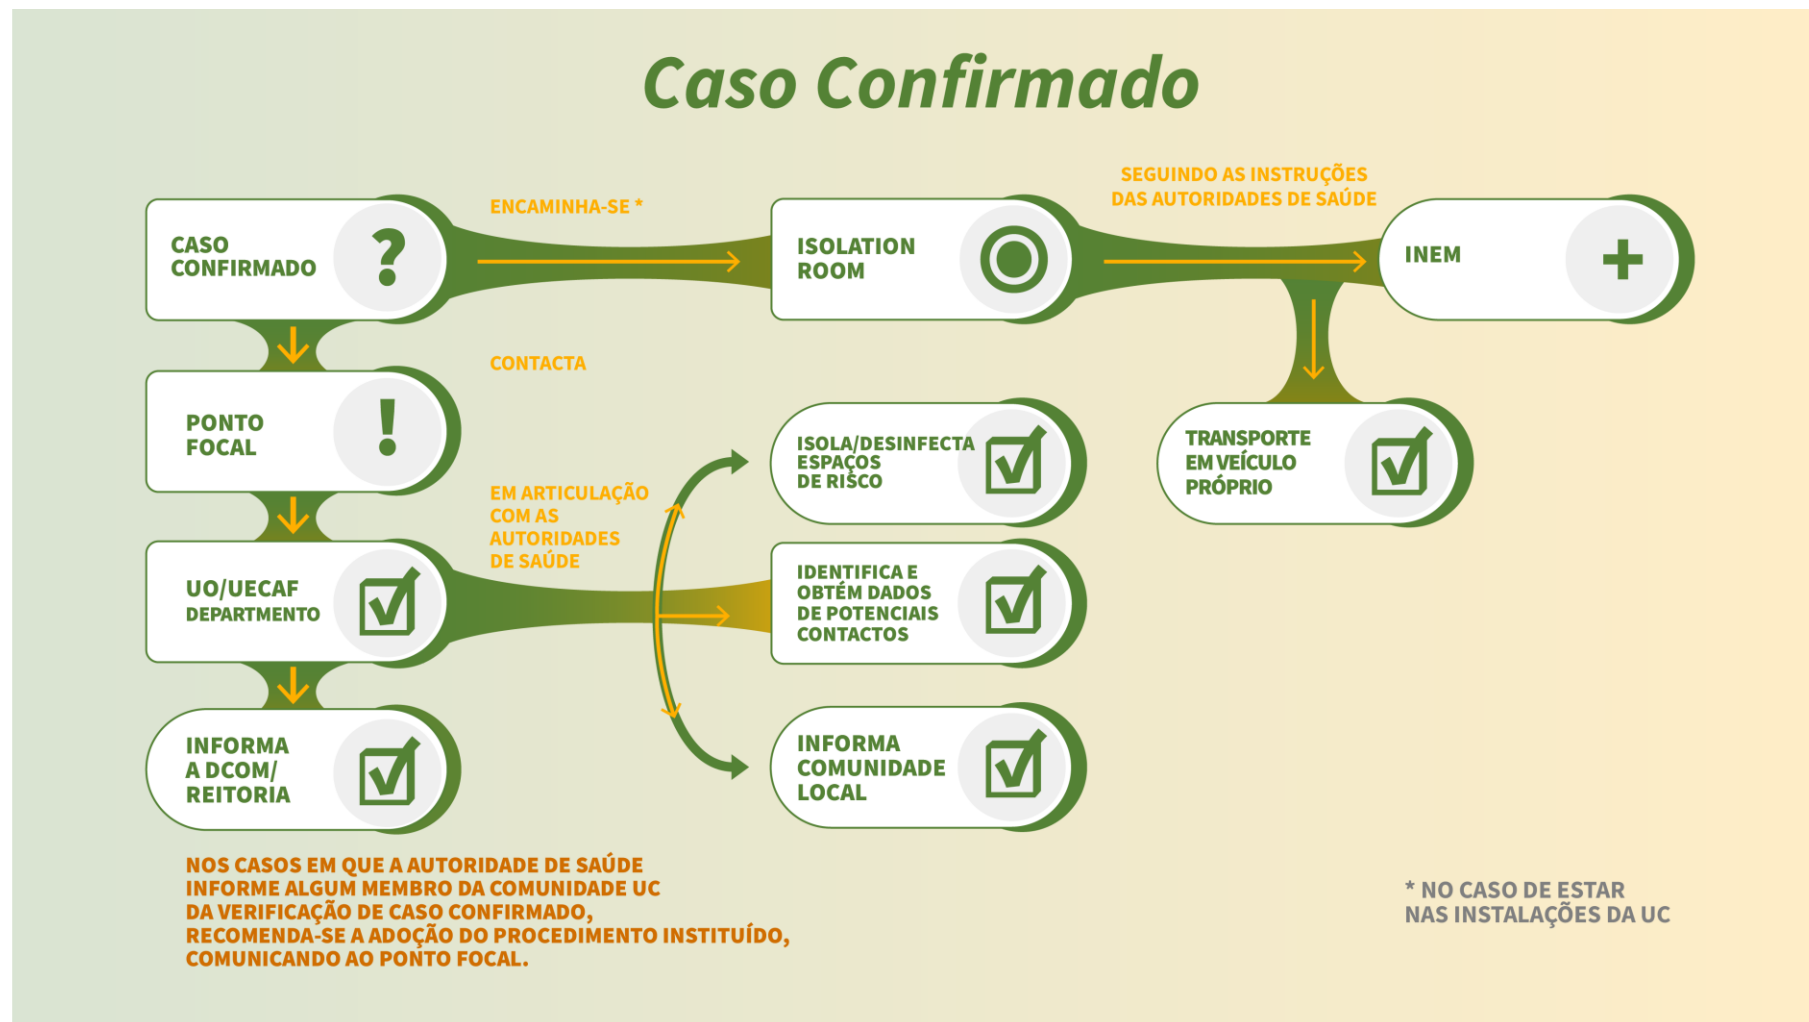 Caso Confirmado
CASO
CONFIRMADO
?
ENCAMINHA-SE *
ISOLATION
ROOM
SEGUINDO AS INSTRUÇÕES
DAS AUTORIDADES DE SAÚDE
INEM
+
CONTACTA
PONTO
FOCAL
!
ISOLA/DESINFECTA
ESPAÇOS
DE RISCO
TRANSPORTE
EM VEÍCULO
PRÓPRIO
EM ARTICULAÇÃO
COM AS
AUTORIDADES
DE SAÚDE
UO/UECAF
DEPARTMENTO
IDENTIFICA E
OBTÉM DADOS
DE POTENCIAIS
CONTACTOS
INFORMA
A DCOM/
REITORIA
INFORMA
COMUNIDADE
LOCAL
NOS CASOS EM QUE A AUTORIDADE DE SAÚDE
INFORME ALGUM MEMBRO DA COMUNIDADE UC
DA VERIFICAÇÃO DE CASO CONFIRMADO,
RECOMENDA-SE A ADOÇÃO DO PROCEDIMENTO INSTITUÍDO,
COMUNICANDO AO PONTO FOCAL.
* NO CASO DE ESTAR
NAS INSTALAÇÕES DA UC